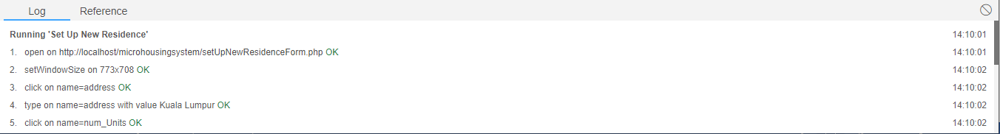 Log Reference
Running 'Set Up New Residence' 14:10:01
1. open on http://localhost/microhousingsystem/setUpNewResidenceForm.php OK 14:10:01
2. setWindowSize on 773x708 OK 14:10:02
3. click on name=address OK 14:10:02
4. type on name=address with value Kuala Lumpur OK 14:10:02
5. click on name=num_Units OK 14:10:02